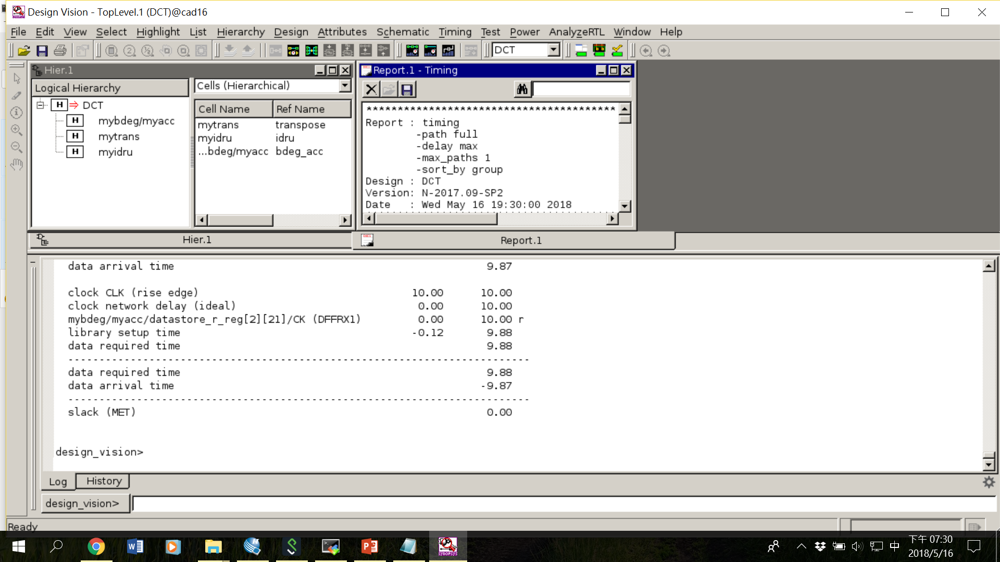 Design Vision - TopLevel.1 (DCT)@cad16
File Edit View Select Highlight List Hierarchy Design Attributes Schematic Timing Test Power AnalyzeRTL Window Help
DCT
Hier.1
Logical Hierarchy
H DCT
H mybdeg/myacc
H mytrans
H myidru
Cells (Hierarchical)
Cell Name Ref Name
mytrans transpose
myidru idru
...bdeg/myacc bdeg_acc
Report.1 - Timing
****************************************
Report : timing
-path full
-delay max
-max_paths 1
-sort_by group
Design : DCT
Version: N-2017.09-SP2
Date   : Wed May 16 19:30:00 2018
Hier.1
Report.1
data arrival time 9.87
clock CLK (rise edge) 10.00 10.00
clock network delay (ideal) 0.00 10.00
mybdeg/myacc/datastore_r_reg[2][21]/CK (DFFRX1) 0.00 10.00 r
library setup time -0.12 9.88
data required time 9.88
--------------------------------------------------------------------------
data required time 9.88
data arrival time -9.87
--------------------------------------------------------------------------
slack (MET) 0.00
design_vision>
Log History
design_vision>
Ready
SYNOPSYS
中
下午 07:30
2018/5/16